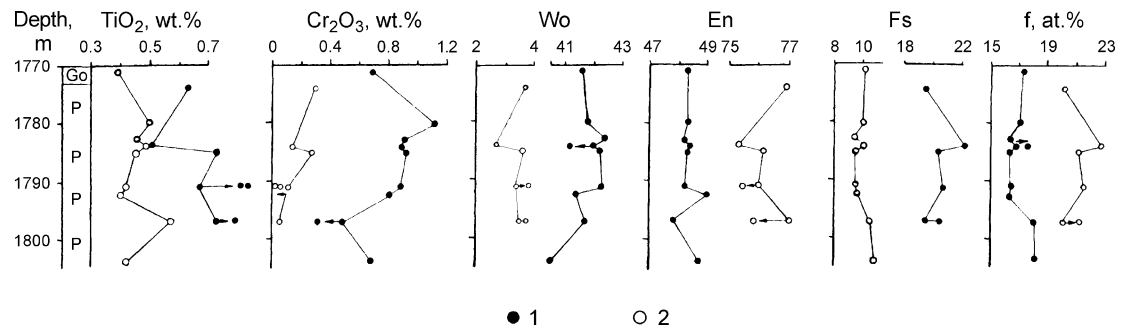 Depth, m TiO₂, wt.% Cr₂O₃, wt.% Wo En Fs f, at.%
0.3 0.5 0.7 0 0.4 0.8 1.2 2 4 41 43 47 49 75 77 8 10 18 22 15 19 23
1770 Go
P
1780
P
1790
P
1800 P
1 2